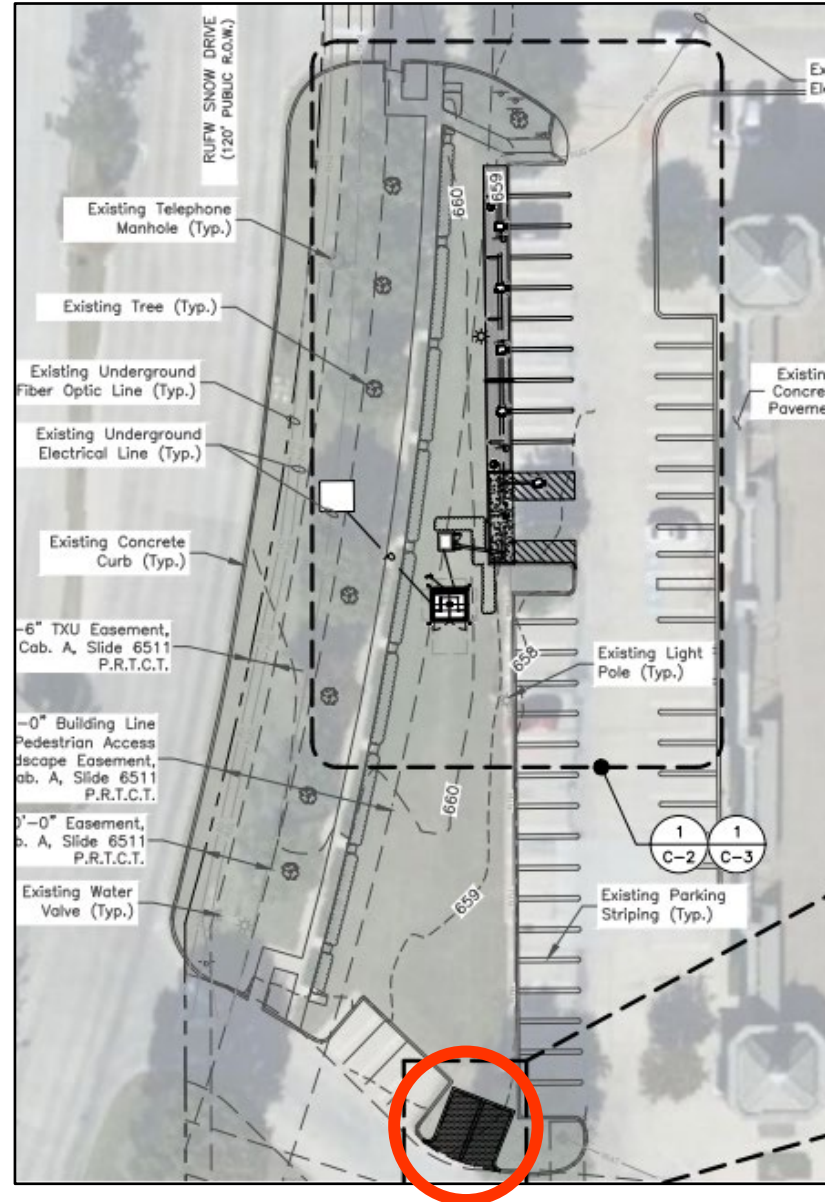 RUFW SNOW DRIVE
(120' PUBLIC R.O.W.)
Ex
Ele
Existing Telephone
Manhole (Typ.)
660
659
Existing Tree (Typ.)
Existing Underground
Fiber Optic Line (Typ.)
Existing Underground
Electrical Line (Typ.)
Existin
Concre
Paveme
Existing Concrete
Curb (Typ.)
-6" TXU Easement,
Cab. A, Slide 6511
P.R.T.C.T.
658
Existing Light
Pole (Typ.)
-0" Building Line
Pedestrian Access
dscape Easement,
ab. A, Slide 6511
P.R.T.C.T.
660
0'-0" Easement,
b. A, Slide 6511
P.R.T.C.T.
1
C-2
1
C-3
Existing Water
Valve (Typ.)
659
Existing Parking
Striping (Typ.)